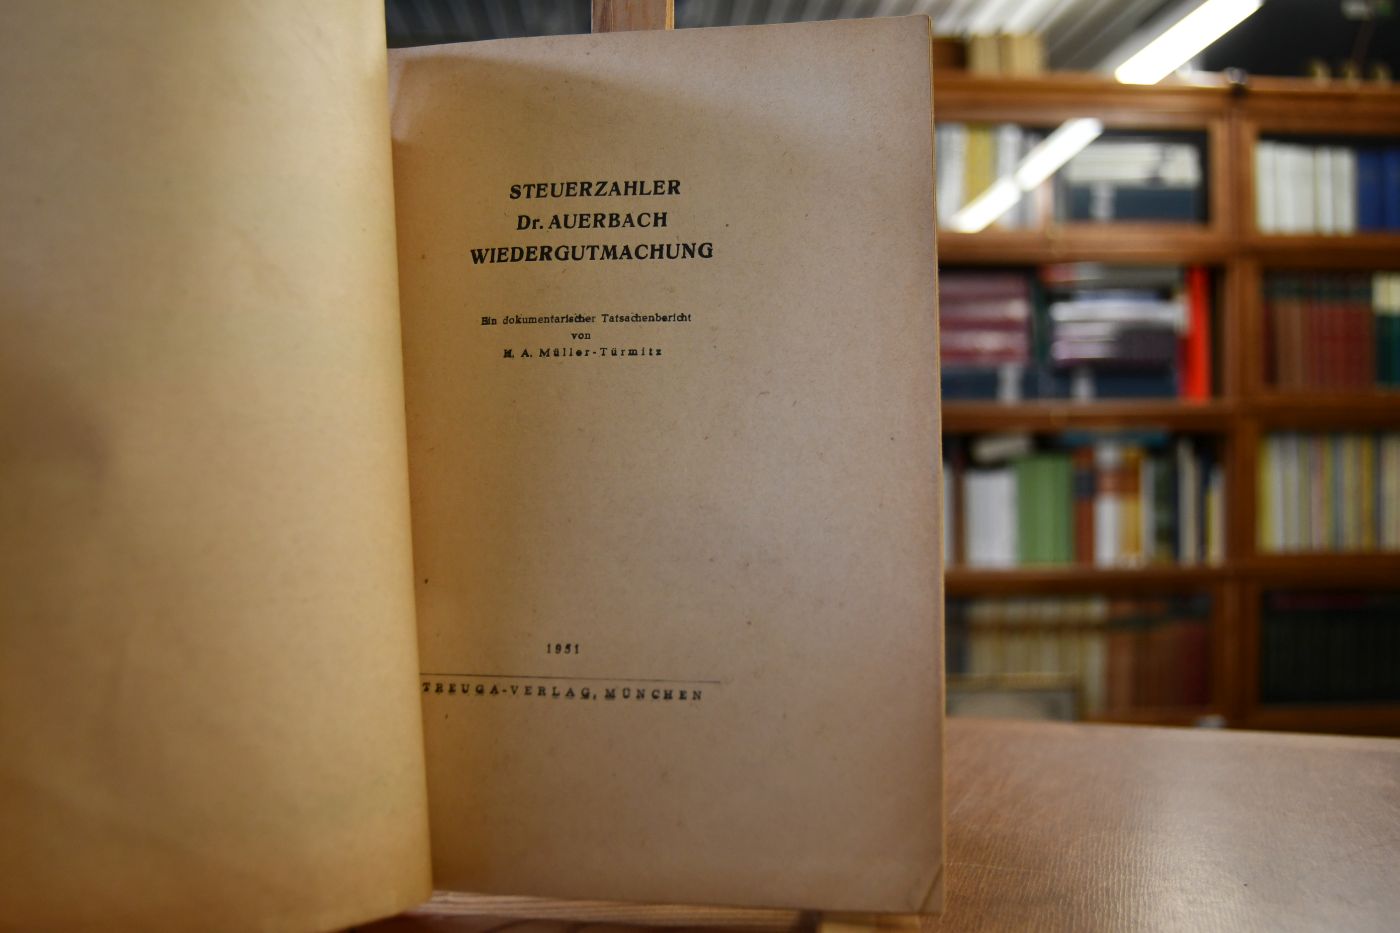 STEUERZAHLER
Dr. AUERBACH
WIEDERGUTMACHUNG
Ein dokumentarischer Tatsachenbericht
von
H. A. Müller-Türmitz
1951
TREUGA-VERLAG, MÜNCHEN